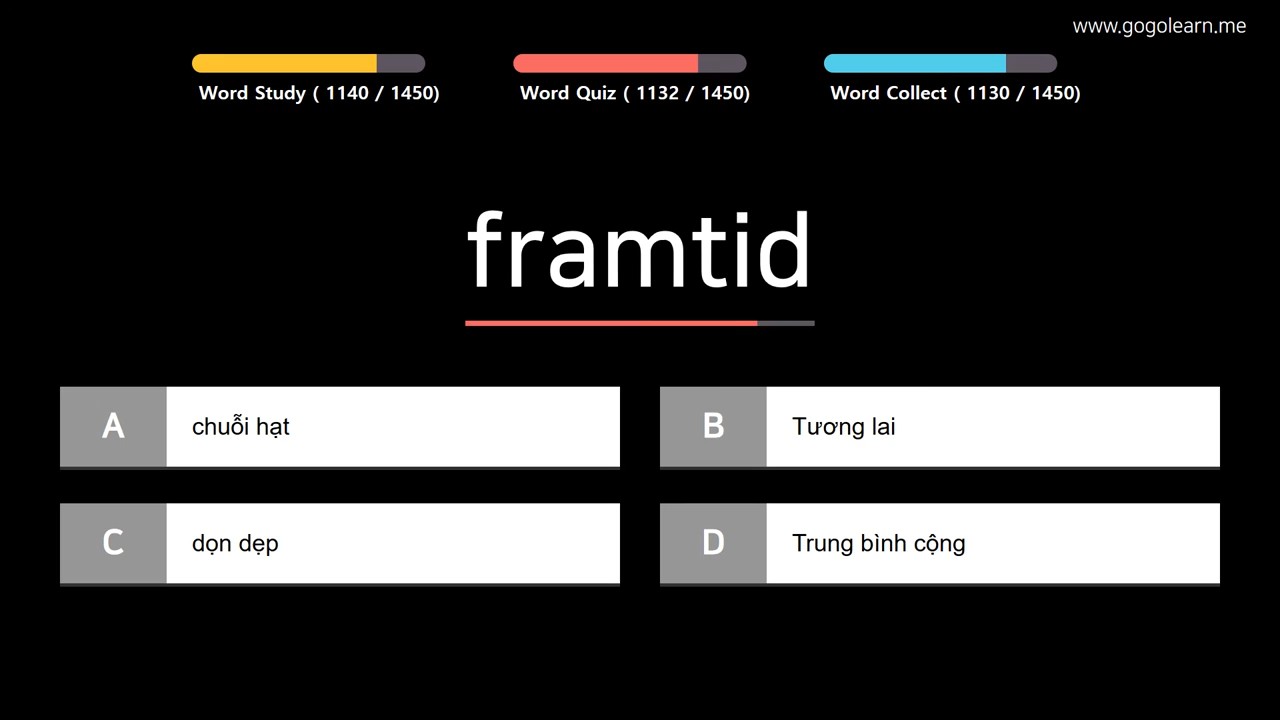 www.gogolearn.me
Word Study ( 1140 / 1450)
Word Quiz ( 1132 / 1450)
Word Collect ( 1130 / 1450)
framtid
A chuỗi hạt
B Tương lai
C dọn dẹp
D Trung bình cộng